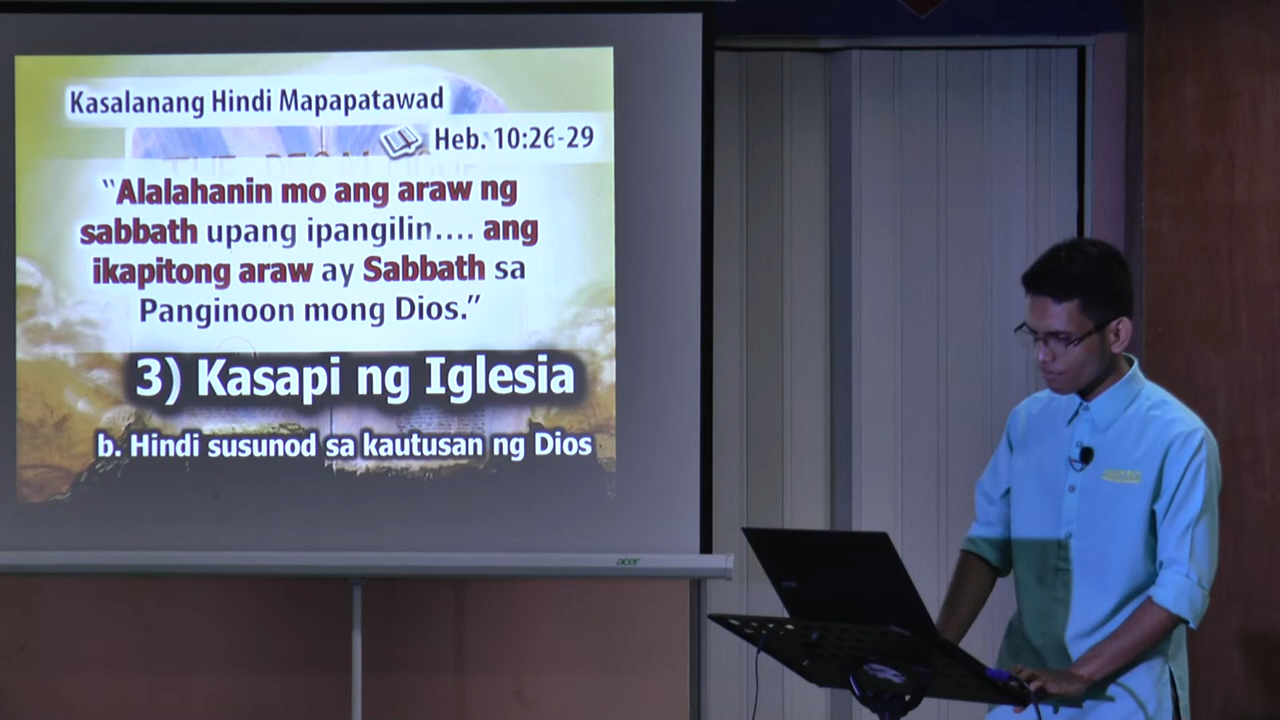 Kasalanang Hindi Mapapatawad
Heb. 10:26-29
“Alalahanin mo ang araw ng
sabbath upang ipangilin.... ang
ikapitong araw ay Sabbath sa
Panginoon mong Dios.”
3) Kasapi ng Iglesia
b. Hindi susunod sa kautusan ng Dios
acer